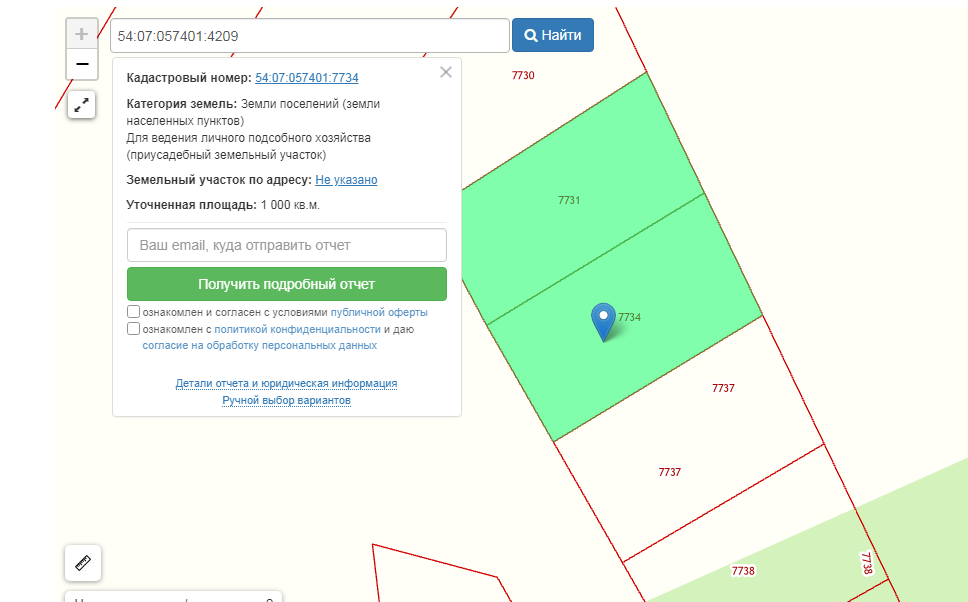 +
54:07:057401:4209
Найти
−
7730
Кадастровый номер: 54:07:057401:7734
×
Категория земель: Земли поселений (земли
населенных пунктов)
Для ведения личного подсобного хозяйства
(приусадебный земельный участок)
Земельный участок по адресу: Не указано
7731
Уточненная площадь: 1 000 кв.м.
Ваш email, куда отправить отчет
Получить подробный отчет
ознакомлен и согласен с условиями публичной оферты
7734
ознакомлен с политикой конфиденциальности и даю
согласие на обработку персональных данных
Детали отчета и юридическая информация
7737
Ручной выбор вариантов
7737
7738
7738